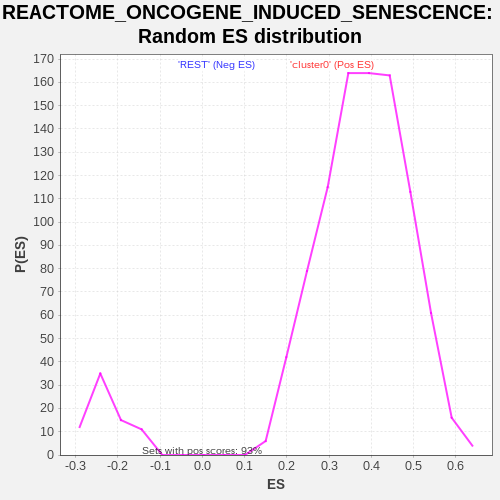 REACTOME_ONCOGENE_INDUCED_SENESCENCE:
Random ES distribution
'REST' (Neg ES)
'cluster0' (Pos ES)
P(ES)
170
160
150
140
130
120
110
100
90
80
70
60
50
40
30
20
10
0
Sets with pos scores: 93%
-0.3 -0.2 -0.1 0.0 0.1 0.2 0.3 0.4 0.5 0.6
ES